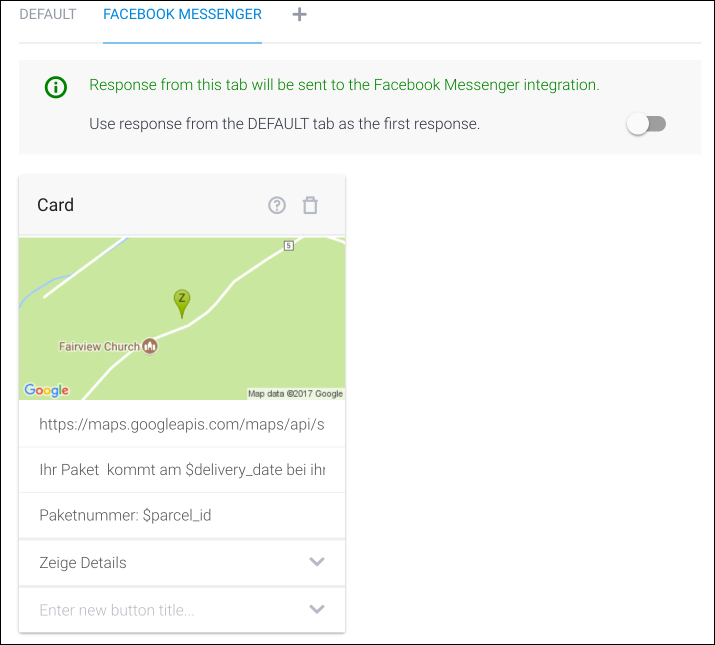 DEFAULT FACEBOOK MESSENGER +
Response from this tab will be sent to the Facebook Messenger integration.
Use response from the DEFAULT tab as the first response.
Card
5
Z
Fairview Church
Google Map data ©2017 Google
https://maps.googleapis.com/maps/api/s
Ihr Paket kommt am $delivery_date bei ihr
Paketnummer: $parcel_id
Zeige Details
Enter new button title...